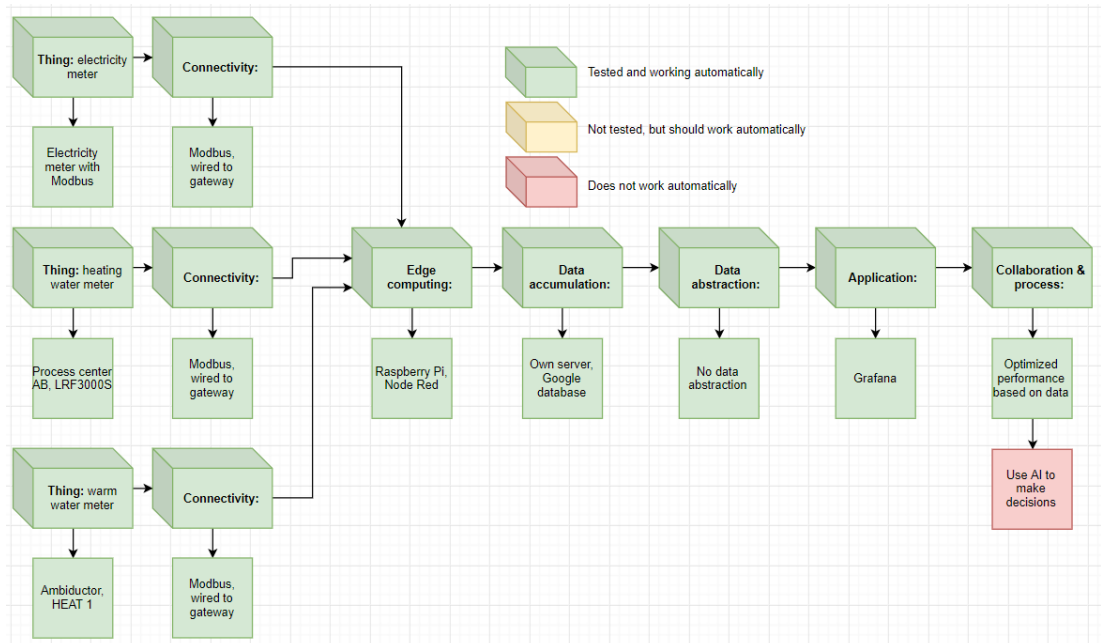 Thing: electricity
meter
Connectivity:
Electricity
meter with
Modbus
Modbus,
wired to
gateway
Tested and working automatically
Not tested, but should work automatically
Does not work automatically
Thing: heating
water meter
Connectivity:
Edge
computing:
Data
accumulation:
Data
abstraction:
Application:
Collaboration &
process:
Process center
AB, LRF3000S
Modbus,
wired to
gateway
Raspberry Pi,
Node Red
Own server,
Google
database
No data
abstraction
Grafana
Optimized
performance
based on data
Thing: warm
water meter
Connectivity:
Use AI to
make
decisions
Ambiductor,
HEAT 1
Modbus,
wired to
gateway